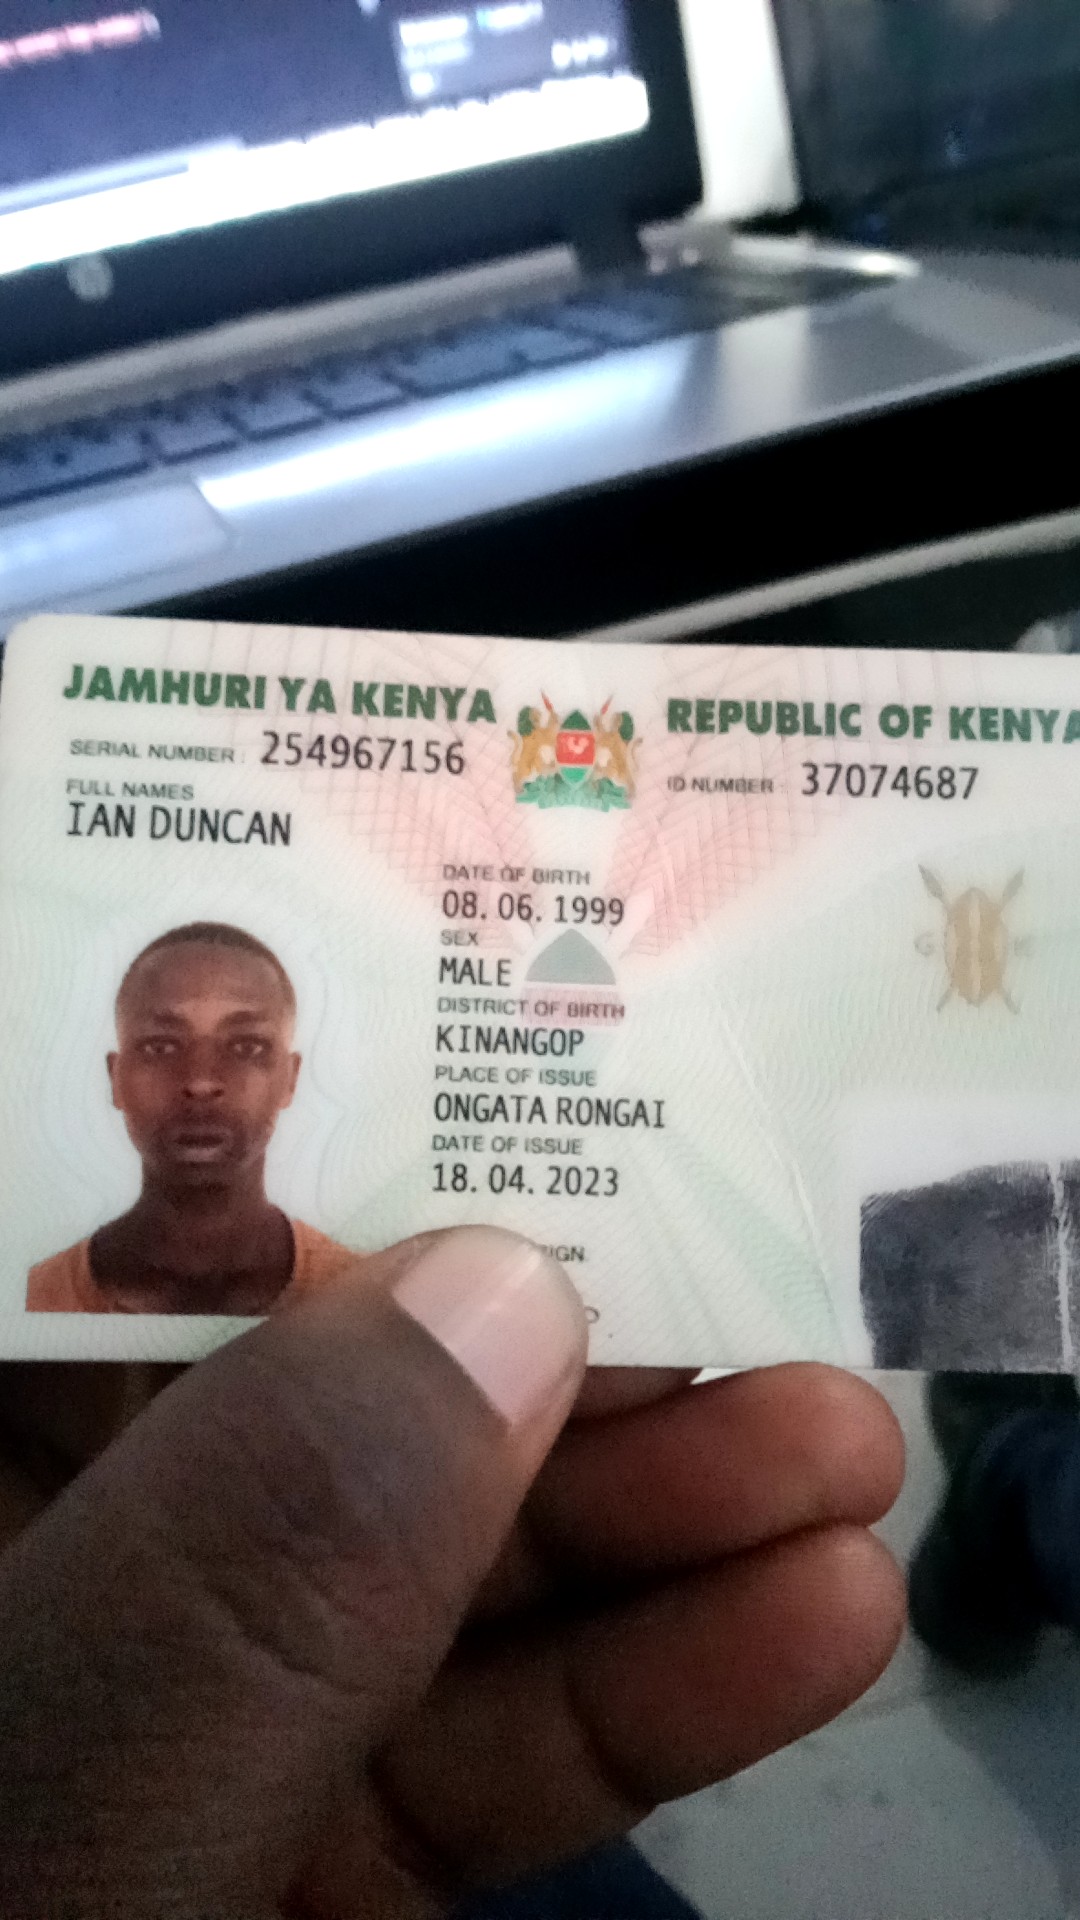 JAMHURI YA KENYA
REPUBLIC OF KENYA
SERIAL NUMBER: 254967156
ID NUMBER: 37074687
FULL NAMES
IAN DUNCAN
DATE OF BIRTH
08. 06. 1999
SEX
MALE
DISTRICT OF BIRTH
KINANGOP
PLACE OF ISSUE
ONGATA RONGAI
DATE OF ISSUE
18. 04. 2023
G K